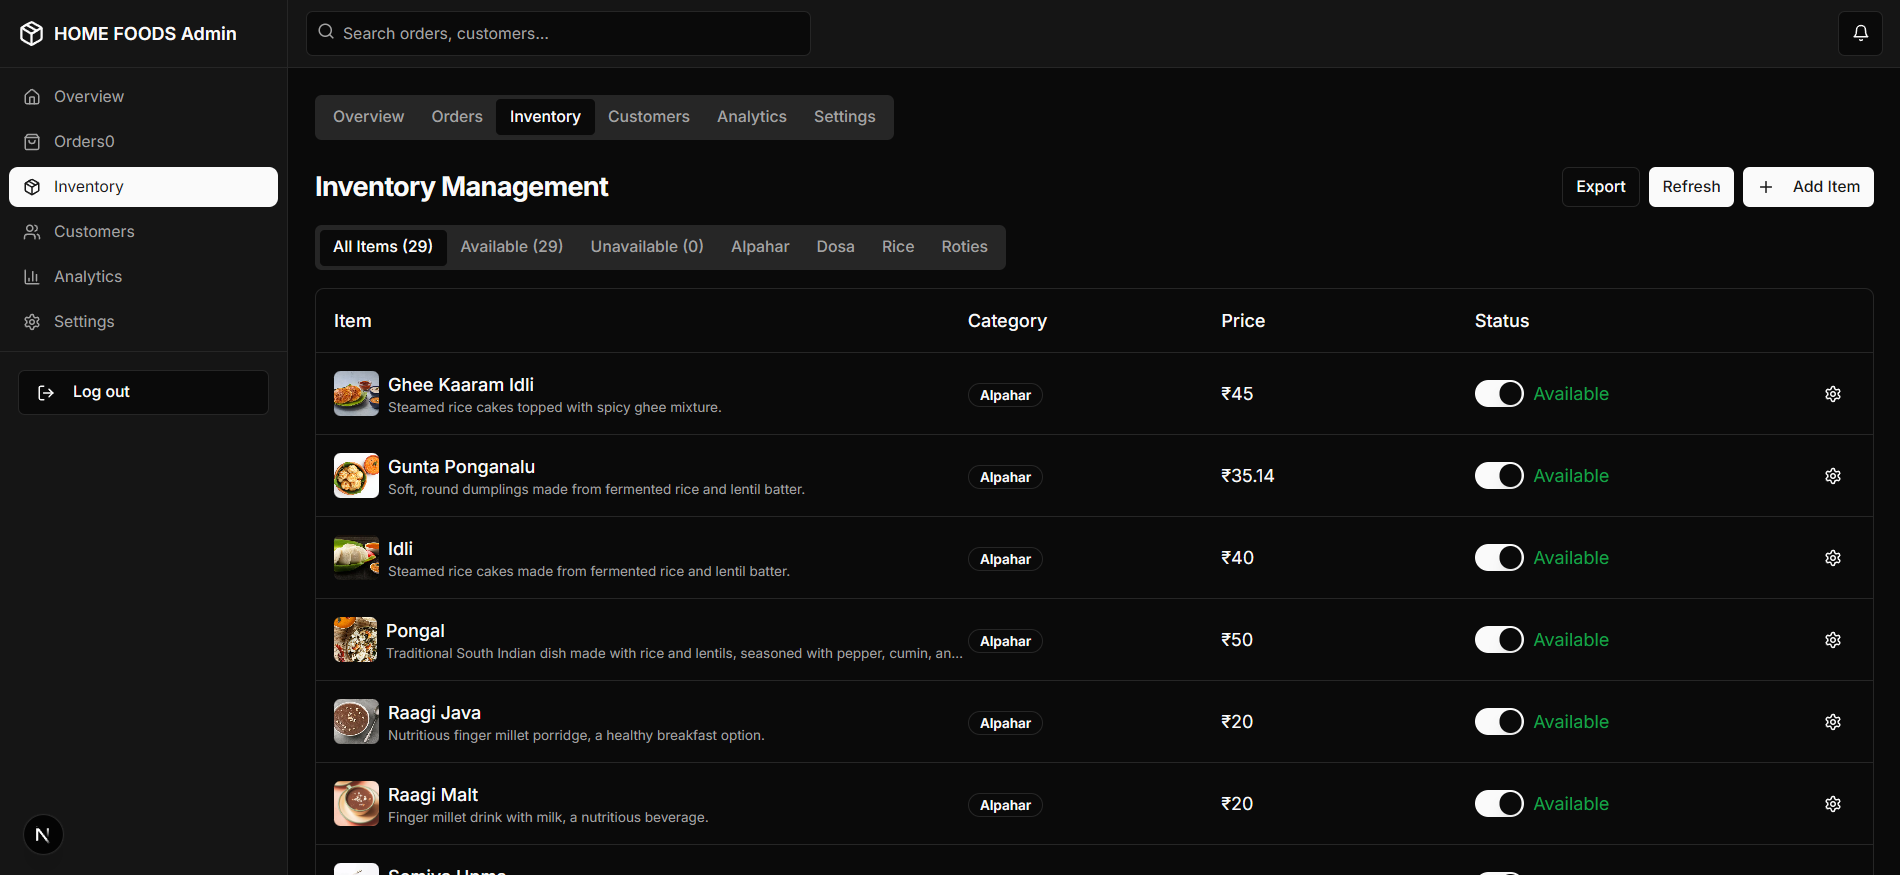 HOME FOODS Admin
Search orders, customers...
Overview
Orders0
Inventory
Customers
Analytics
Settings
Log out
Overview Orders Inventory Customers Analytics Settings
Inventory Management
Export Refresh + Add Item
All Items (29) Available (29) Unavailable (0) Alpahar Dosa Rice Roties
Item Category Price Status
Ghee Kaaram Idli
Steamed rice cakes topped with spicy ghee mixture.
Alpahar ₹45 Available
Gunta Ponganalu
Soft, round dumplings made from fermented rice and lentil batter.
Alpahar ₹35.14 Available
Idli
Steamed rice cakes made from fermented rice and lentil batter.
Alpahar ₹40 Available
Pongal
Traditional South Indian dish made with rice and lentils, seasoned with pepper, cumin, an...
Alpahar ₹50 Available
Raagi Java
Nutritious finger millet porridge, a healthy breakfast option.
Alpahar ₹20 Available
Raagi Malt
Finger millet drink with milk, a nutritious beverage.
Alpahar ₹20 Available
N